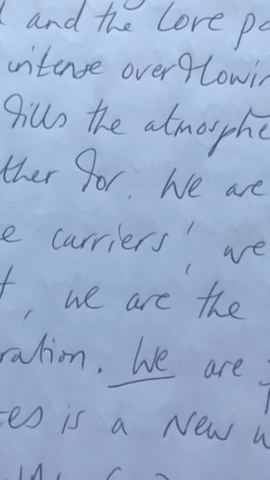 and the love pa
intense overflowin
fills the atmosphe
ther for. We are
e carriers', we
t, we are the
ration. We are
es is a New w